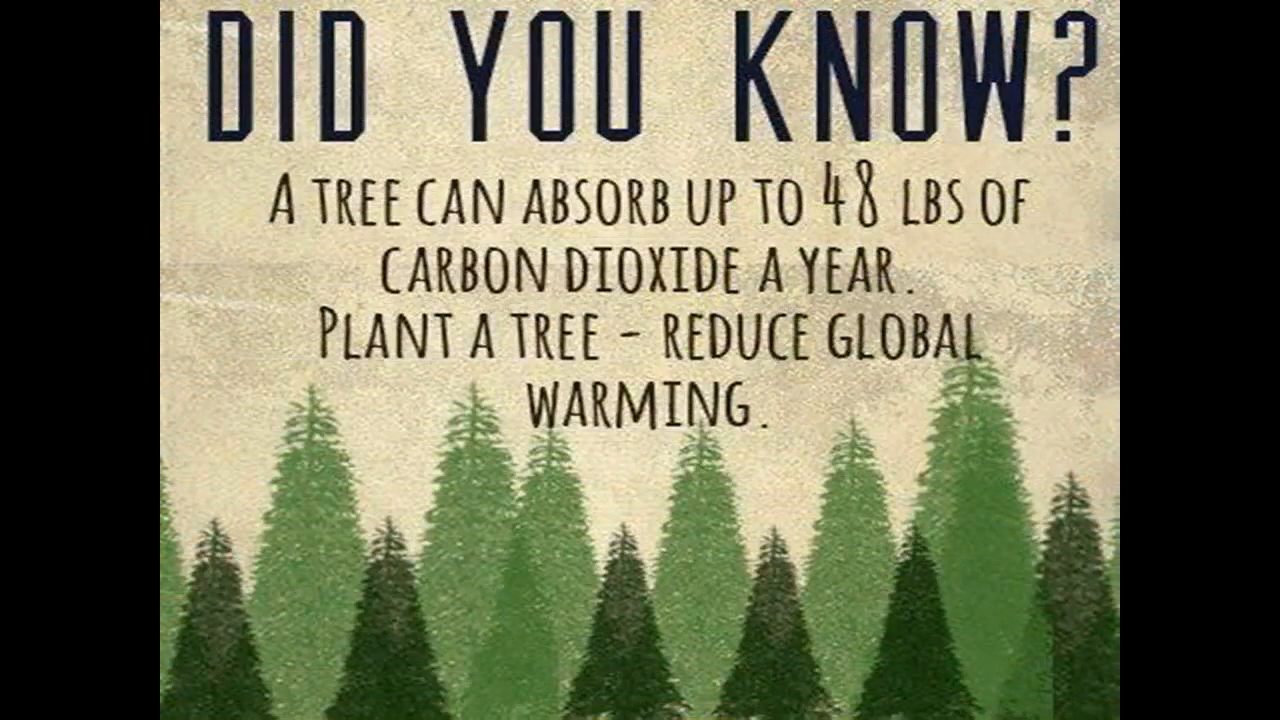 DID YOU KNOW?
A TREE CAN ABSORB UP TO 48 LBS OF
CARBON DIOXIDE A YEAR.
PLANT A TREE - REDUCE GLOBAL
WARMING.